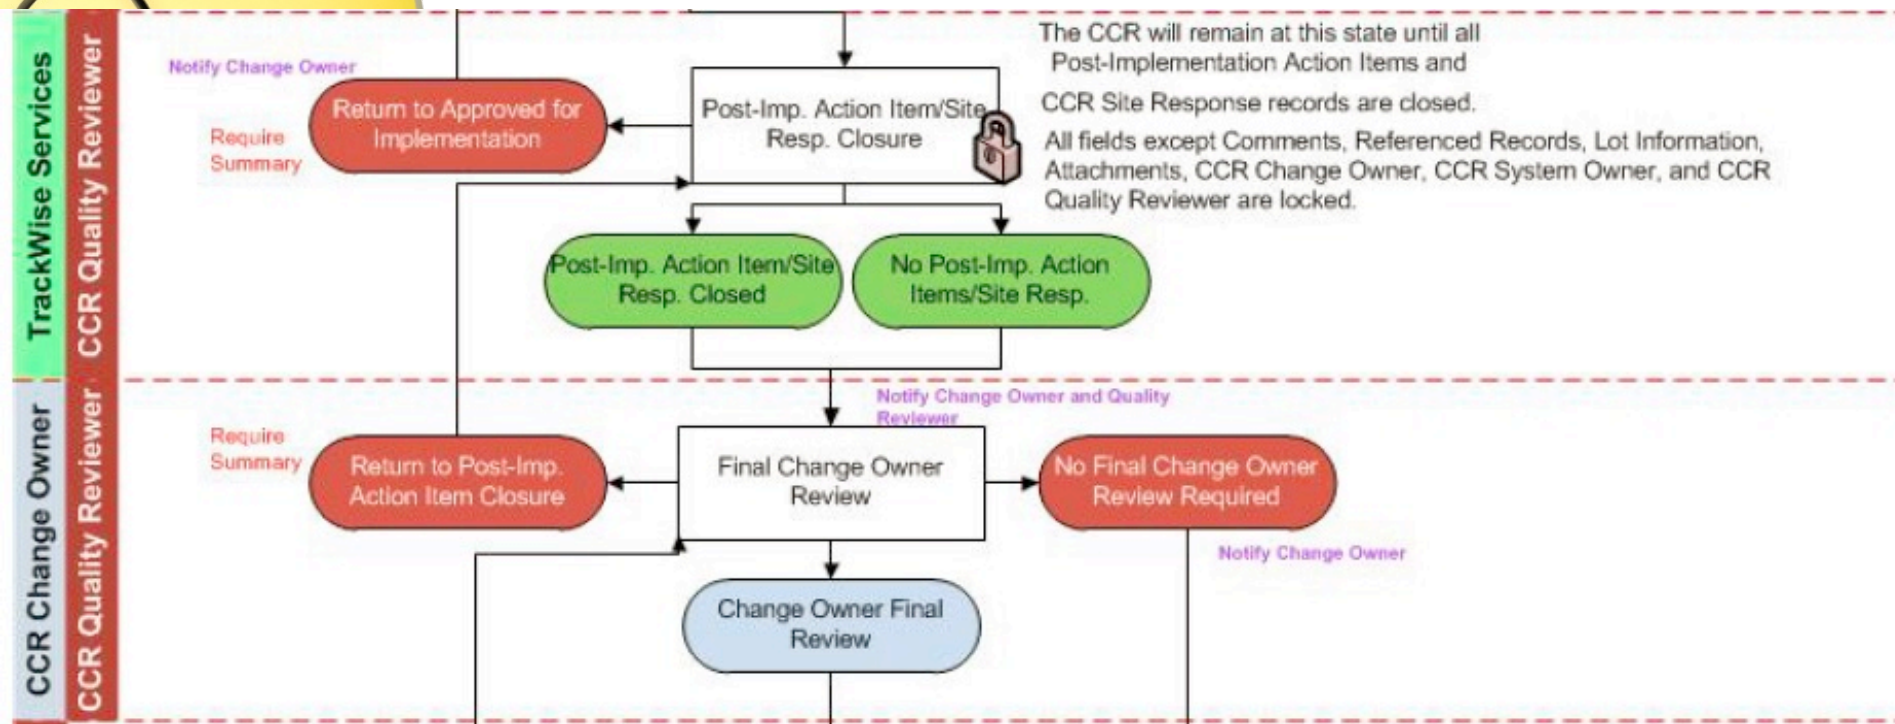 TrackWise Services
CCR Quality Reviewer
Notify Change Owner
Return to Approved for
Implementation
Require
Summary
Post-Imp. Action Item/Site
Resp. Closure
The CCR will remain at this state until all
Post-Implementation Action Items and
CCR Site Response records are closed.
All fields except Comments, Referenced Records, Lot Information,
Attachments, CCR Change Owner, CCR System Owner, and CCR
Quality Reviewer are locked.
Post-Imp. Action Item/Site
Resp. Closed
No Post-Imp. Action
Items/Site Resp.
CCR Change Owner
CCR Quality Reviewer
Notify Change Owner and Quality
Reviewer
Require
Summary
Return to Post-Imp.
Action Item Closure
Final Change Owner
Review
No Final Change Owner
Review Required
Notify Change Owner
Change Owner Final
Review